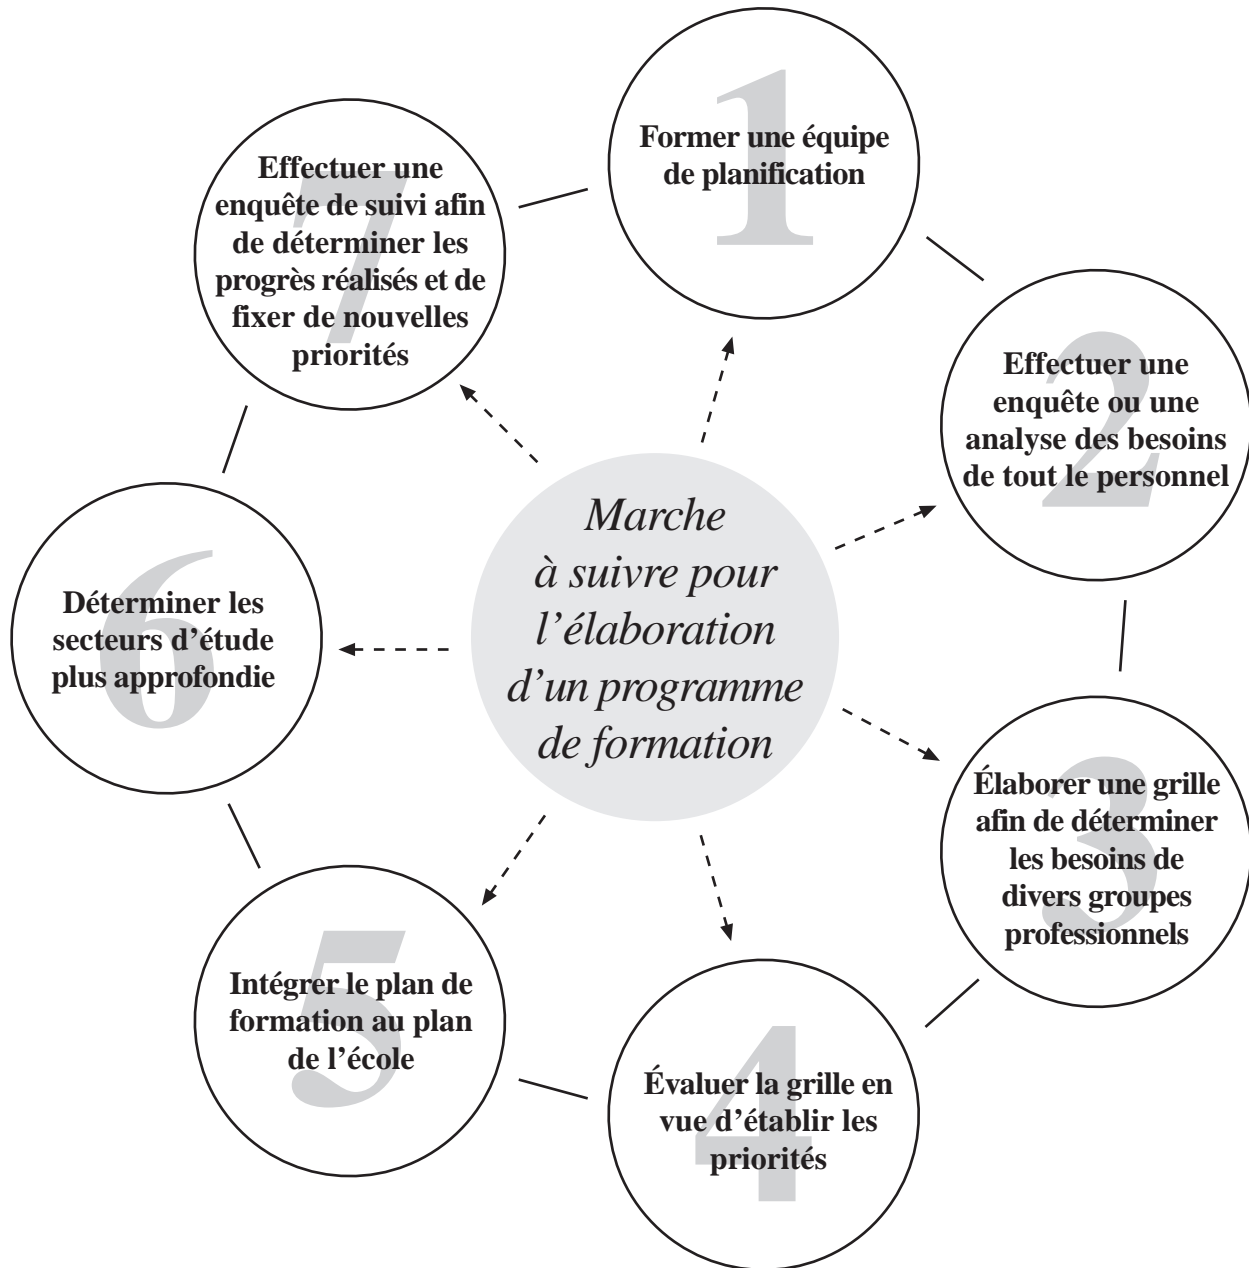 Marche
à suivre pour
l'élaboration
d'un programme
de formation
1
Former une équipe
de planification
2
Effectuer une
enquête ou une
analyse des besoins
de tout le personnel
3
Élaborer une grille
afin de déterminer
les besoins de
divers groupes
professionnels
4
Évaluer la grille en
vue d'établir les
priorités
5
Intégrer le plan de
formation au plan
de l'école
6
Déterminer les
secteurs d'étude
plus approfondie
7
Effectuer une
enquête de suivi afin
de déterminer les
progrès réalisés et de
fixer de nouvelles
priorités